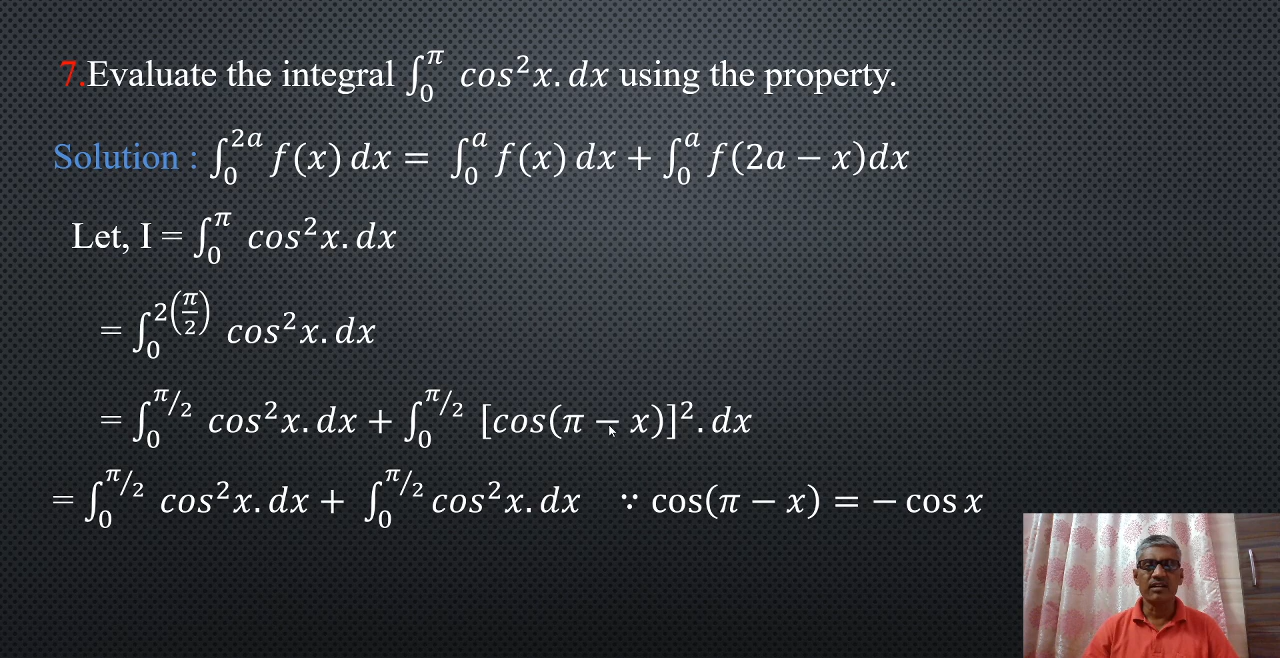 7.Evaluate the integral ∫₀^π cos²x. dx using the property.
Solution : ∫₀^2a f(x) dx = ∫₀^a f(x) dx + ∫₀^a f(2a − x)dx
Let, I = ∫₀^π cos²x. dx
= ∫₀^2(π/2) cos²x. dx
= ∫₀^π/2 cos²x. dx + ∫₀^π/2 [cos(π − x)]². dx
= ∫₀^π/2 cos²x. dx + ∫₀^π/2 cos²x. dx ∵ cos(π − x) = − cos x